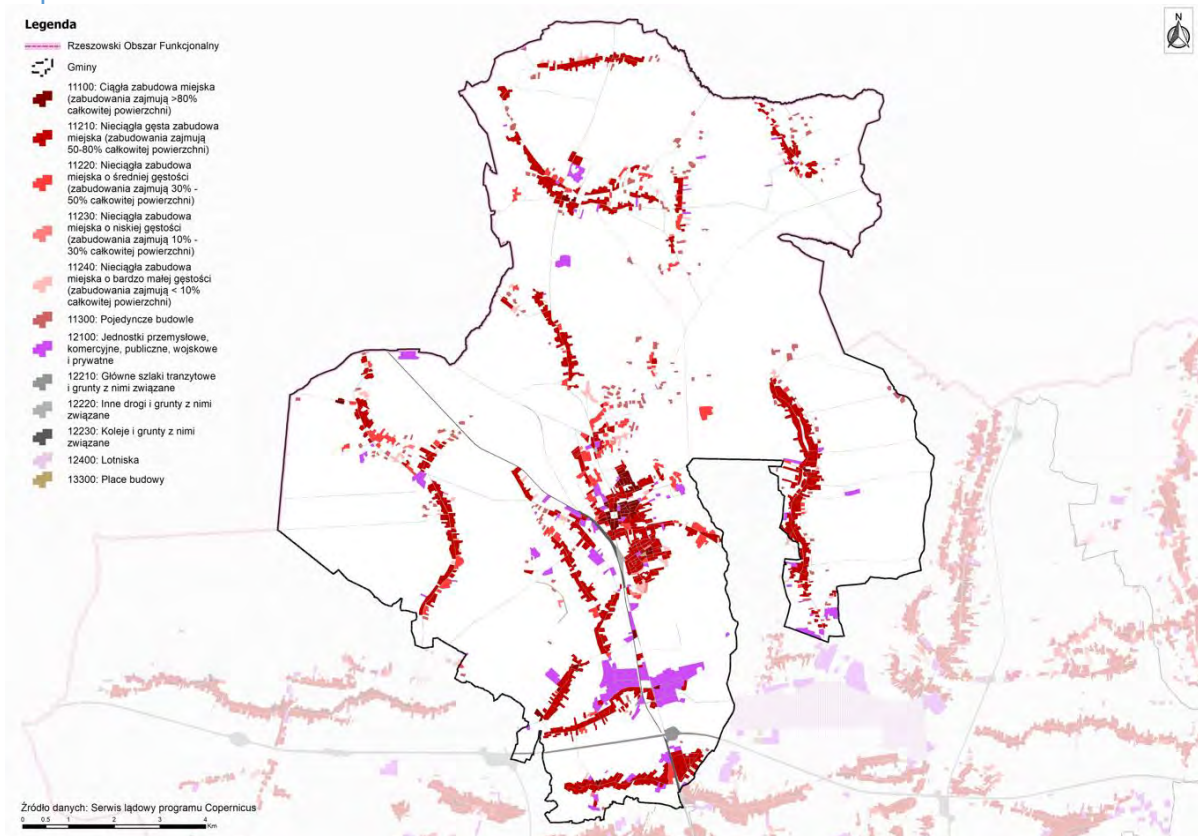 Legenda
Rzeszowski Obszar Funkcjonalny
Gminy
11100: Ciągła zabudowa miejska
(zabudowania zajmują >80%
całkowitej powierzchni)
11210: Nieciągła gęsta zabudowa
miejska (zabudowania zajmują
50-80% całkowitej powierzchni)
11220: Nieciągła zabudowa
miejska o średniej gęstości
(zabudowania zajmują 30% -
50% całkowitej powierzchni)
11230: Nieciągła zabudowa
miejska o niskiej gęstości
(zabudowania zajmują 10% -
30% całkowitej powierzchni)
11240: Nieciągła zabudowa
miejska o bardzo małej gęstości
(zabudowania zajmują < 10%
całkowitej powierzchni)
11300: Pojedyncze budowle
12100: Jednostki przemysłowe,
komercyjne, publiczne, wojskowe
i prywatne
12210: Główne szlaki tranzytowe
i grunty z nimi związane
12220: Inne drogi i grunty z nimi
związane
12230: Koleje i grunty z nimi
związane
12400: Lotniska
13300: Place budowy
N
Źródło danych: Serwis lądowy programu Copernicus
0 0.5 1 2 3 4
Km